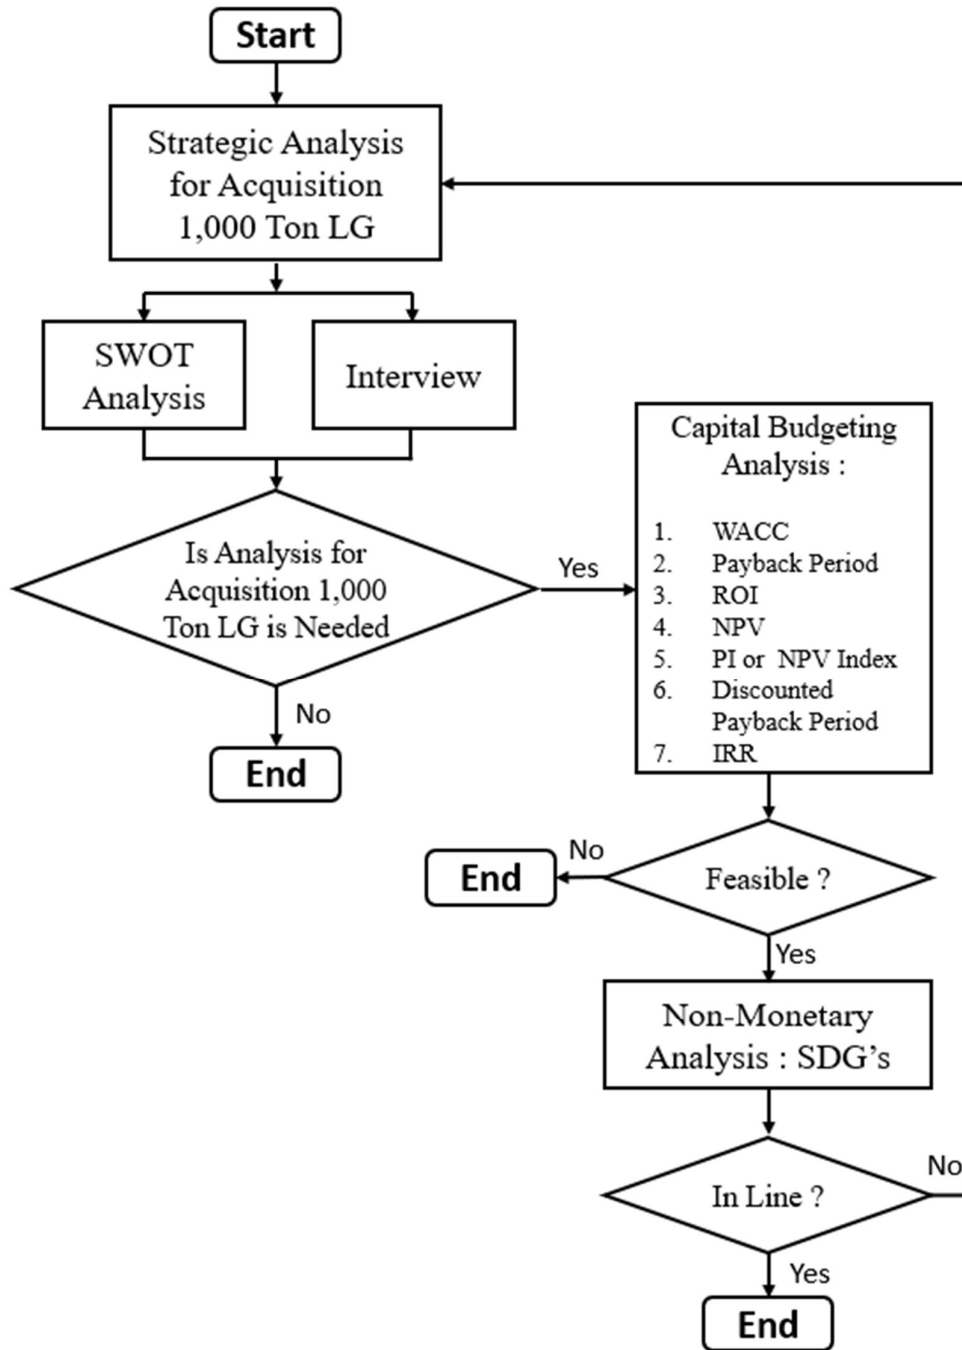 Start
Strategic Analysis
for Acquisition
1,000 Ton LG
SWOT
Analysis
Interview
Is Analysis for
Acquisition 1,000
Ton LG is Needed
Yes
No
End
Capital Budgeting
Analysis :
1. WACC
2. Payback Period
3. ROI
4. NPV
5. PI or NPV Index
6. Discounted
Payback Period
7. IRR
Feasible ?
No
End
Yes
Non-Monetary
Analysis : SDG's
In Line ?
No
Yes
End